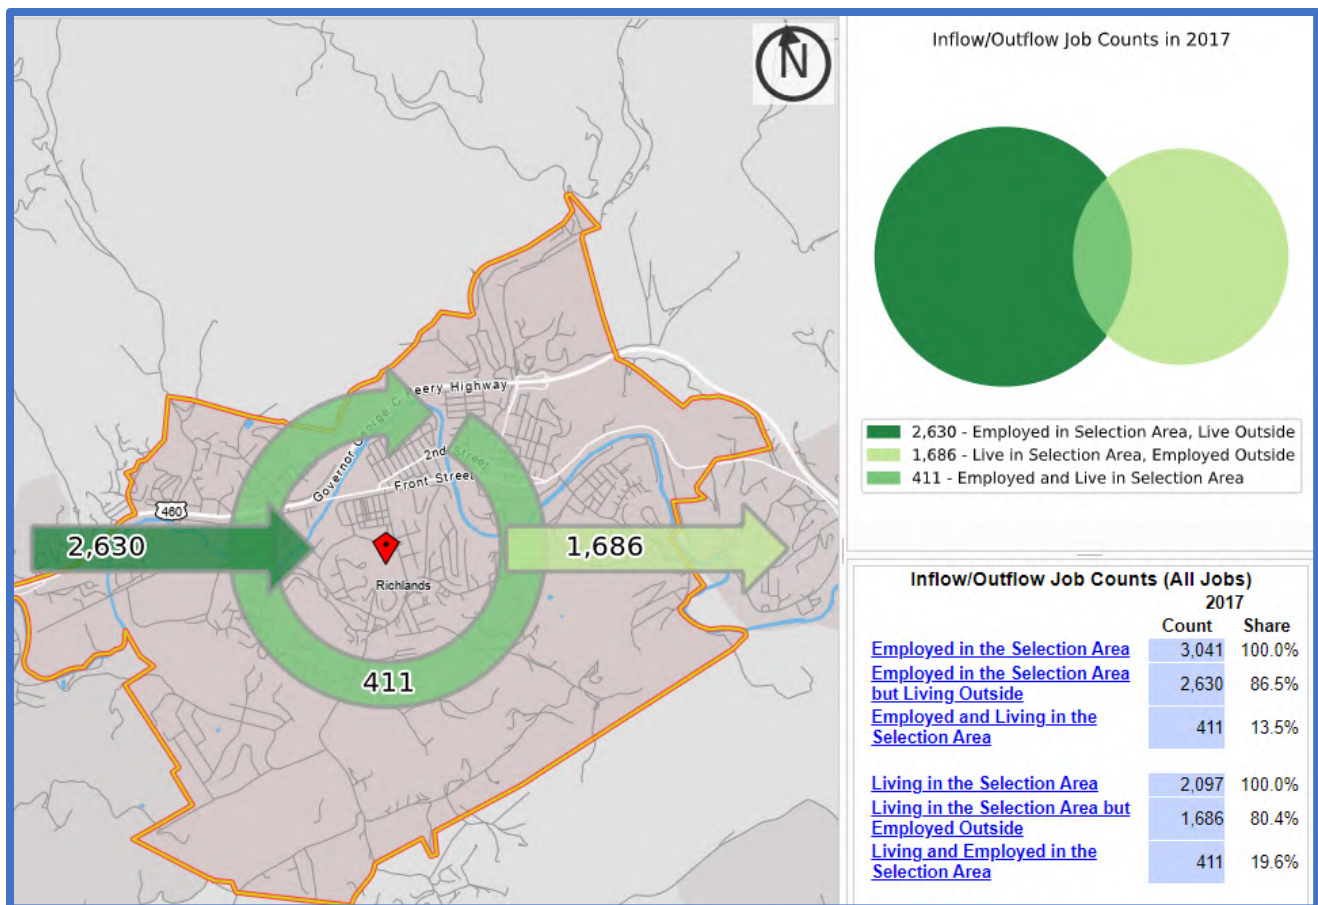 N
Governor George C Peery Highway
2nd Street
Front Street
460
2,630
1,686
Richlands
411
Inflow/Outflow Job Counts in 2017
2,630 - Employed in Selection Area, Live Outside
1,686 - Live in Selection Area, Employed Outside
411 - Employed and Live in Selection Area
Inflow/Outflow Job Counts (All Jobs)
2017
Count Share
Employed in the Selection Area 3,041 100.0%
Employed in the Selection Area
but Living Outside 2,630 86.5%
Employed and Living in the
Selection Area 411 13.5%
Living in the Selection Area 2,097 100.0%
Living in the Selection Area but
Employed Outside 1,686 80.4%
Living and Employed in the
Selection Area 411 19.6%